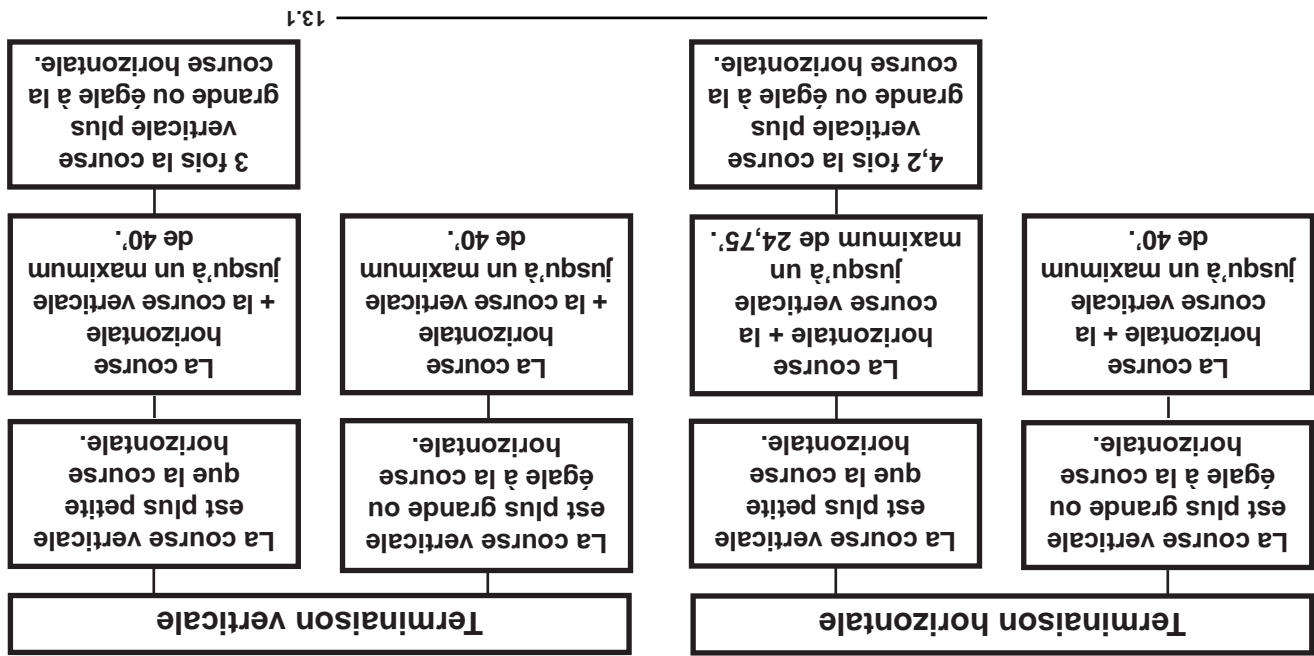 Terminaison horizontale
La course verticale
est plus grande ou
égale à la course
horizontale.
La course
horizontale + la
course verticale
jusqu'à un maximum
de 40'.
La course verticale
est plus petite
que la course
horizontale.
La course
horizontale + la
course verticale
jusqu'à un
maximum de 24,75'.
4,2 fois la course
verticale plus
grande ou égale à la
course horizontale.
Terminaison verticale
La course verticale
est plus grande ou
égale à la course
horizontale.
La course
horizontale
+ la course verticale
jusqu'à un maximum
de 40'.
La course verticale
est plus petite
que la course
horizontale.
La course
horizontale
+ la course verticale
jusqu'à un maximum
de 40'.
3 fois la course
verticale plus
grande ou égale à la
course horizontale.
13.1